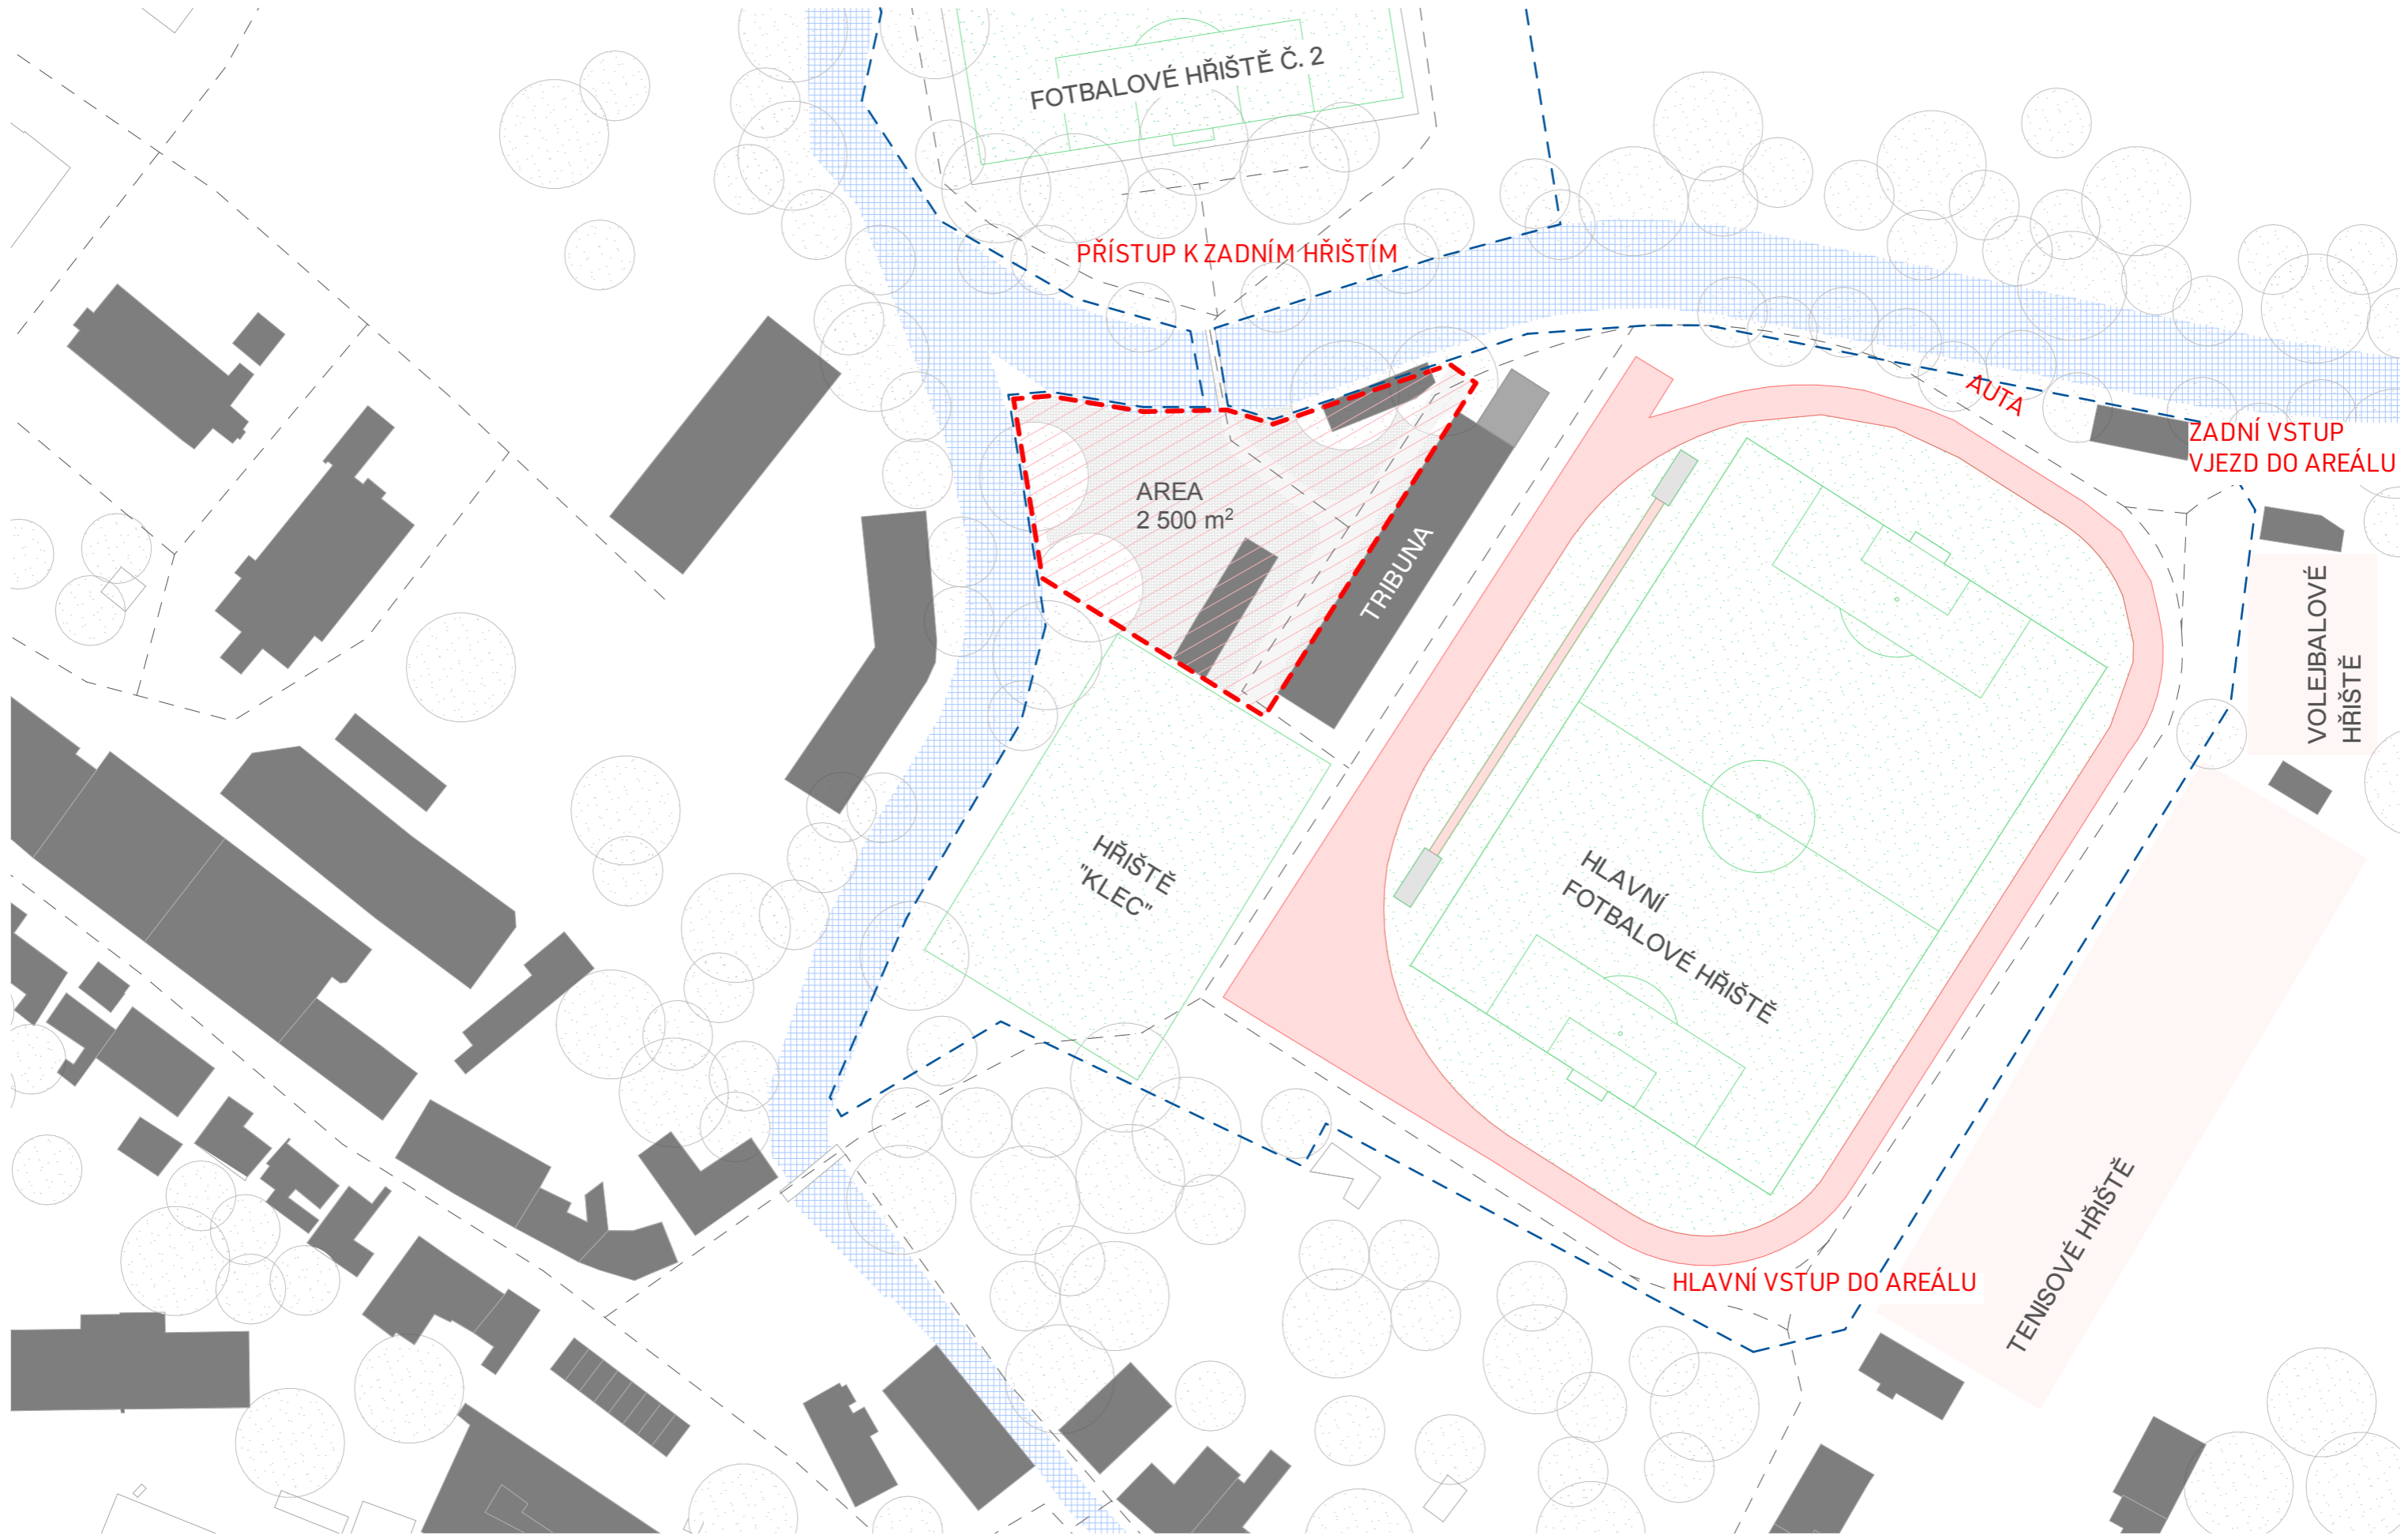 FOTBALOVÉ HŘIŠTĚ Č. 2
PŘÍSTUP K ZADNÍM HŘIŠTÍM
AUTA
ZADNÍ VSTUP
VJEZD DO AREÁLU
AREA
2 500 m²
TRIBUNA
VOLEJBALOVÉ
HŘIŠTĚ
HŘIŠTĚ
"KLEC"
HLAVNÍ
FOTBALOVÉ HŘIŠTĚ
HLAVNÍ VSTUP DO AREÁLU
TENISOVÉ HŘIŠTĚ